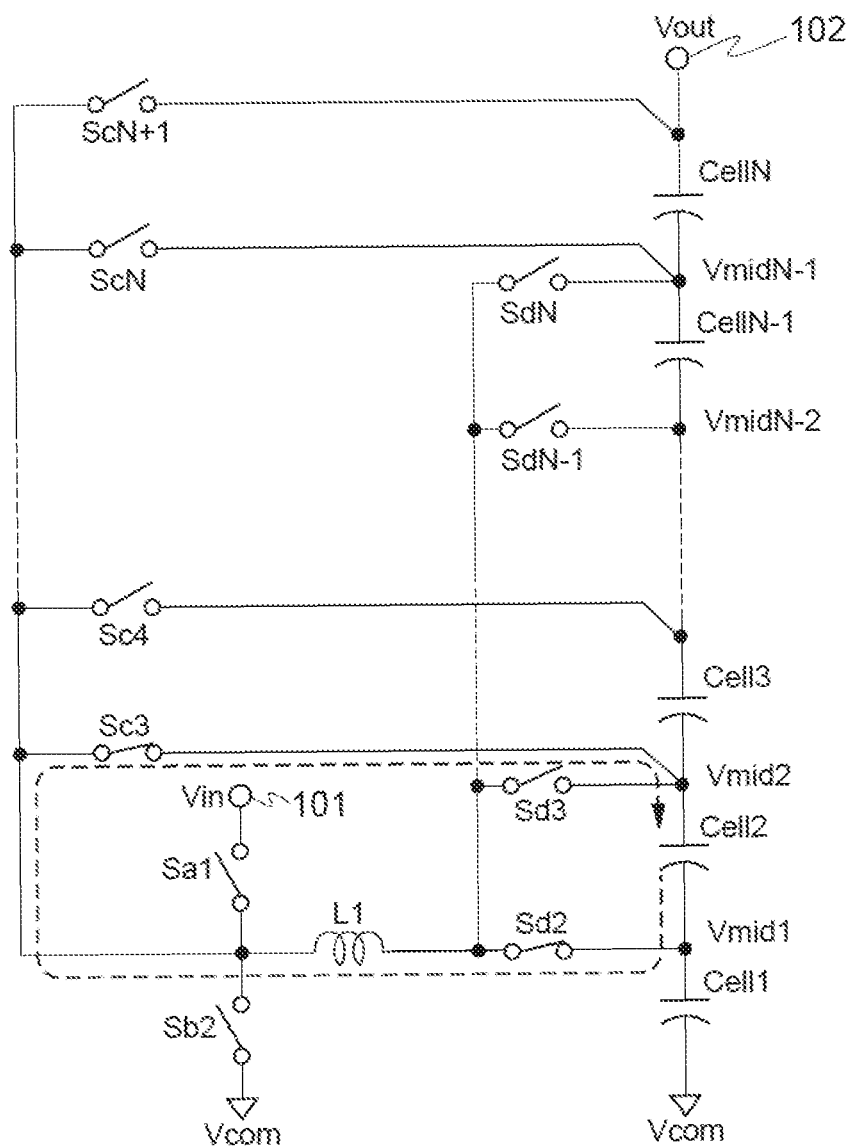 Vout
102
ScN+1
CellN
ScN
VmidN-1
SdN
CellN-1
VmidN-2
SdN-1
Sc4
Cell3
Sc3
Vmid2
Vin
101
Sd3
Cell2
Sa1
L1
Sd2
Vmid1
Cell1
Sb2
Vcom
Vcom